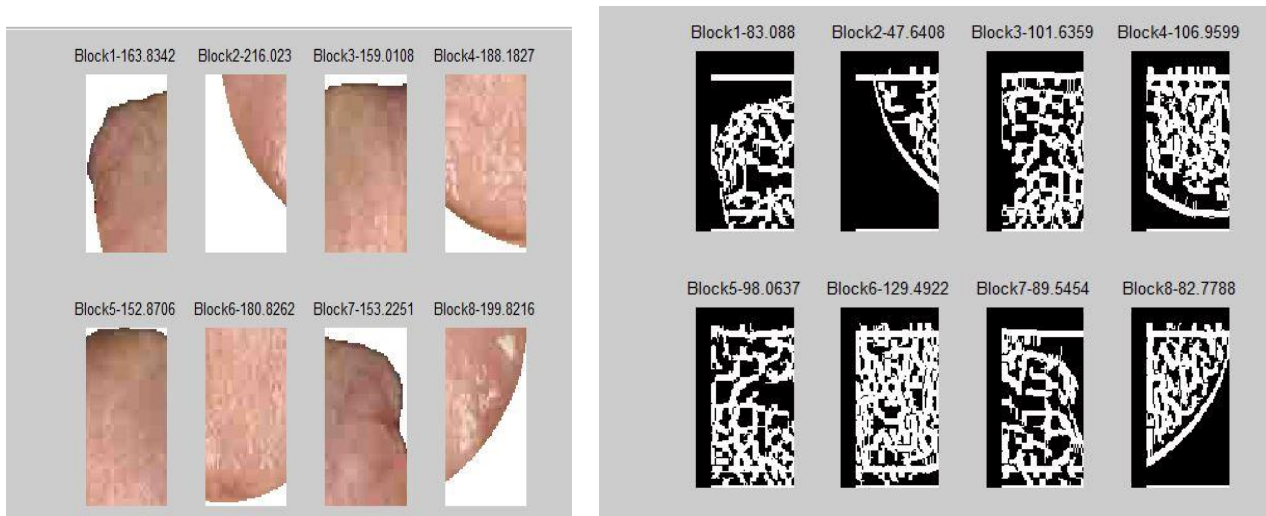 Block1-163.8342 Block2-216.023 Block3-159.0108 Block4-188.1827
Block5-152.8706 Block6-180.8262 Block7-153.2251 Block8-199.8216
Block1-83.088 Block2-47.6408 Block3-101.6359 Block4-106.9599
Block5-98.0637 Block6-129.4922 Block7-89.5454 Block8-82.7788